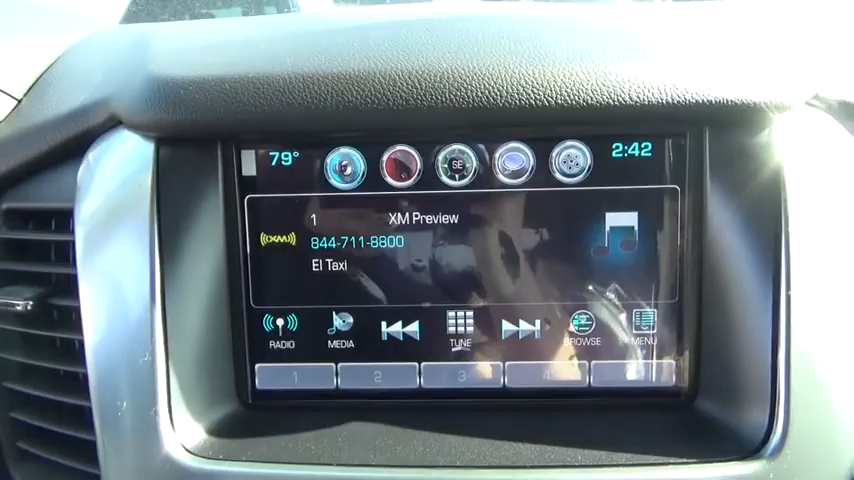 79° SE 2:42
1 XM Preview
((XM)) 844-711-8800
El Taxi
RADIO MEDIA TUNE BROWSE MENU
1 2 3 4